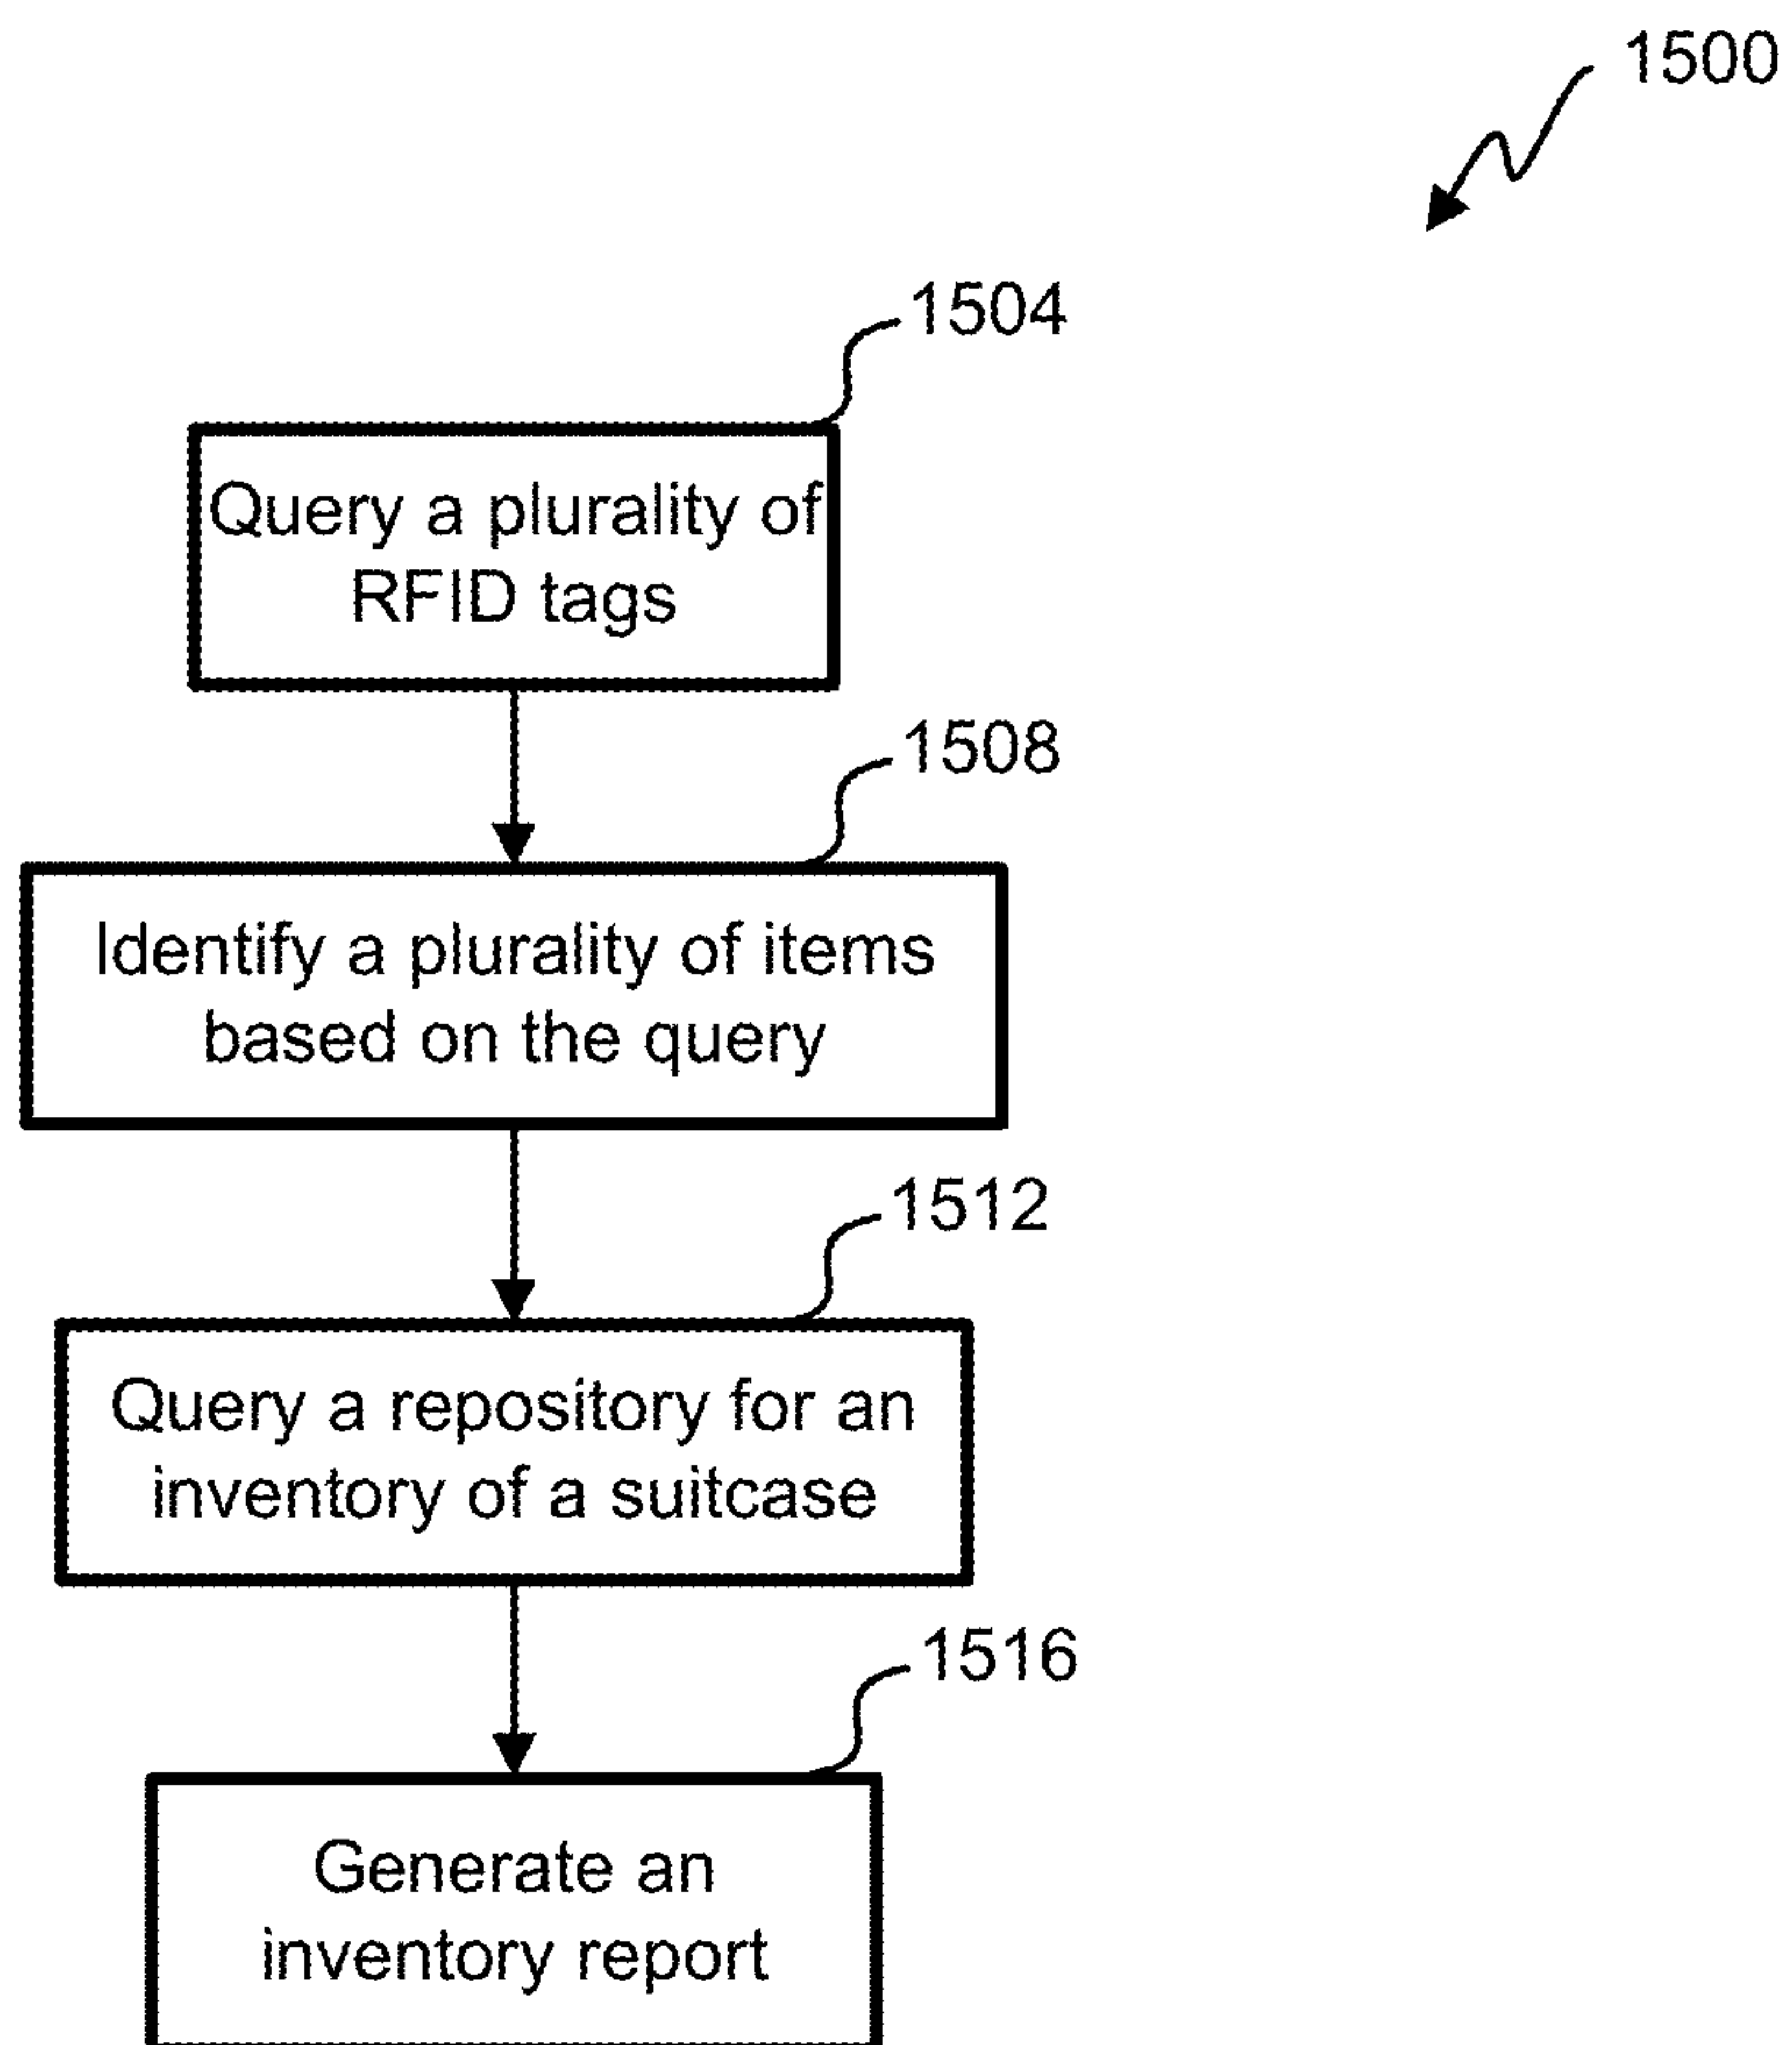 1500
1504
Query a plurality of
RFID tags
1508
Identify a plurality of items
based on the query
1512
Query a repository for an
inventory of a suitcase
1516
Generate an
inventory report